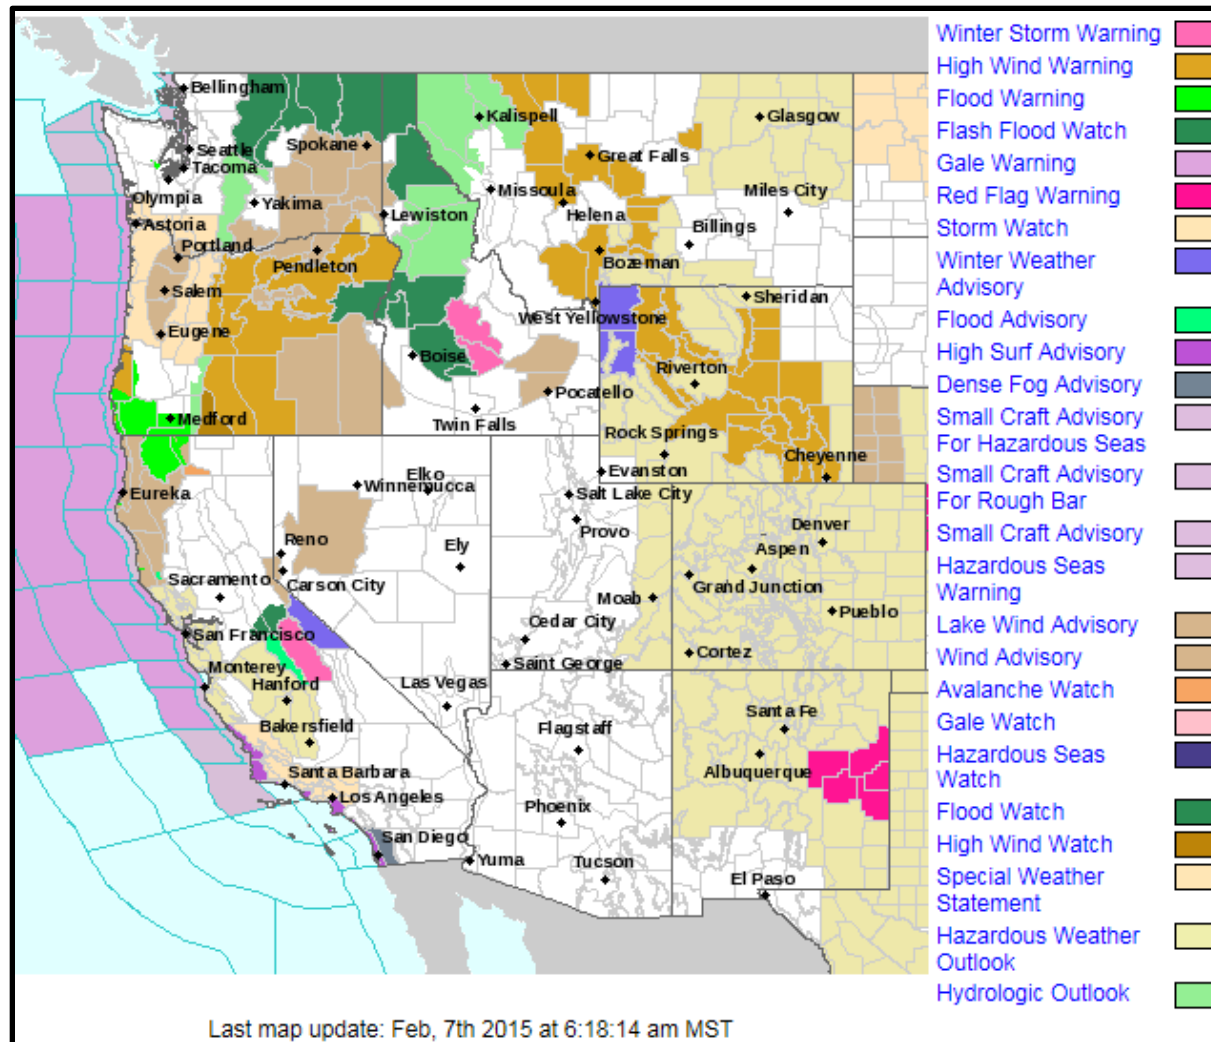 Bellingham
Seattle
Tacoma
Olympia
Spokane
Yakima
Astoria
Portland
Pendleton
Lewiston
Salem
Eugene
Medford
Kalispell
Great Falls
Missoula
Helena
Glasgow
Miles City
Billings
Bozeman
West Yellowstone
Sheridan
Boise
Pocatello
Twin Falls
Riverton
Rock Springs
Evanston
Cheyenne
Eureka
Elko
Winnemucca
Reno
Ely
Carson City
Sacramento
Salt Lake City
Provo
Denver
Aspen
Grand Junction
Moab
Pueblo
San Francisco
Cedar City
Saint George
Cortez
Monterey
Hanford
Las Vegas
Bakersfield
Flagstaff
Santa Fe
Albuquerque
Santa Barbara
Los Angeles
Phoenix
San Diego
Yuma
Tucson
El Paso
Winter Storm Warning
High Wind Warning
Flood Warning
Flash Flood Watch
Gale Warning
Red Flag Warning
Storm Watch
Winter Weather
Advisory
Flood Advisory
High Surf Advisory
Dense Fog Advisory
Small Craft Advisory
For Hazardous Seas
Small Craft Advisory
For Rough Bar
Small Craft Advisory
Hazardous Seas
Warning
Lake Wind Advisory
Wind Advisory
Avalanche Watch
Gale Watch
Hazardous Seas
Watch
Flood Watch
High Wind Watch
Special Weather
Statement
Hazardous Weather
Outlook
Hydrologic Outlook
Last map update: Feb, 7th 2015 at 6:18:14 am MST